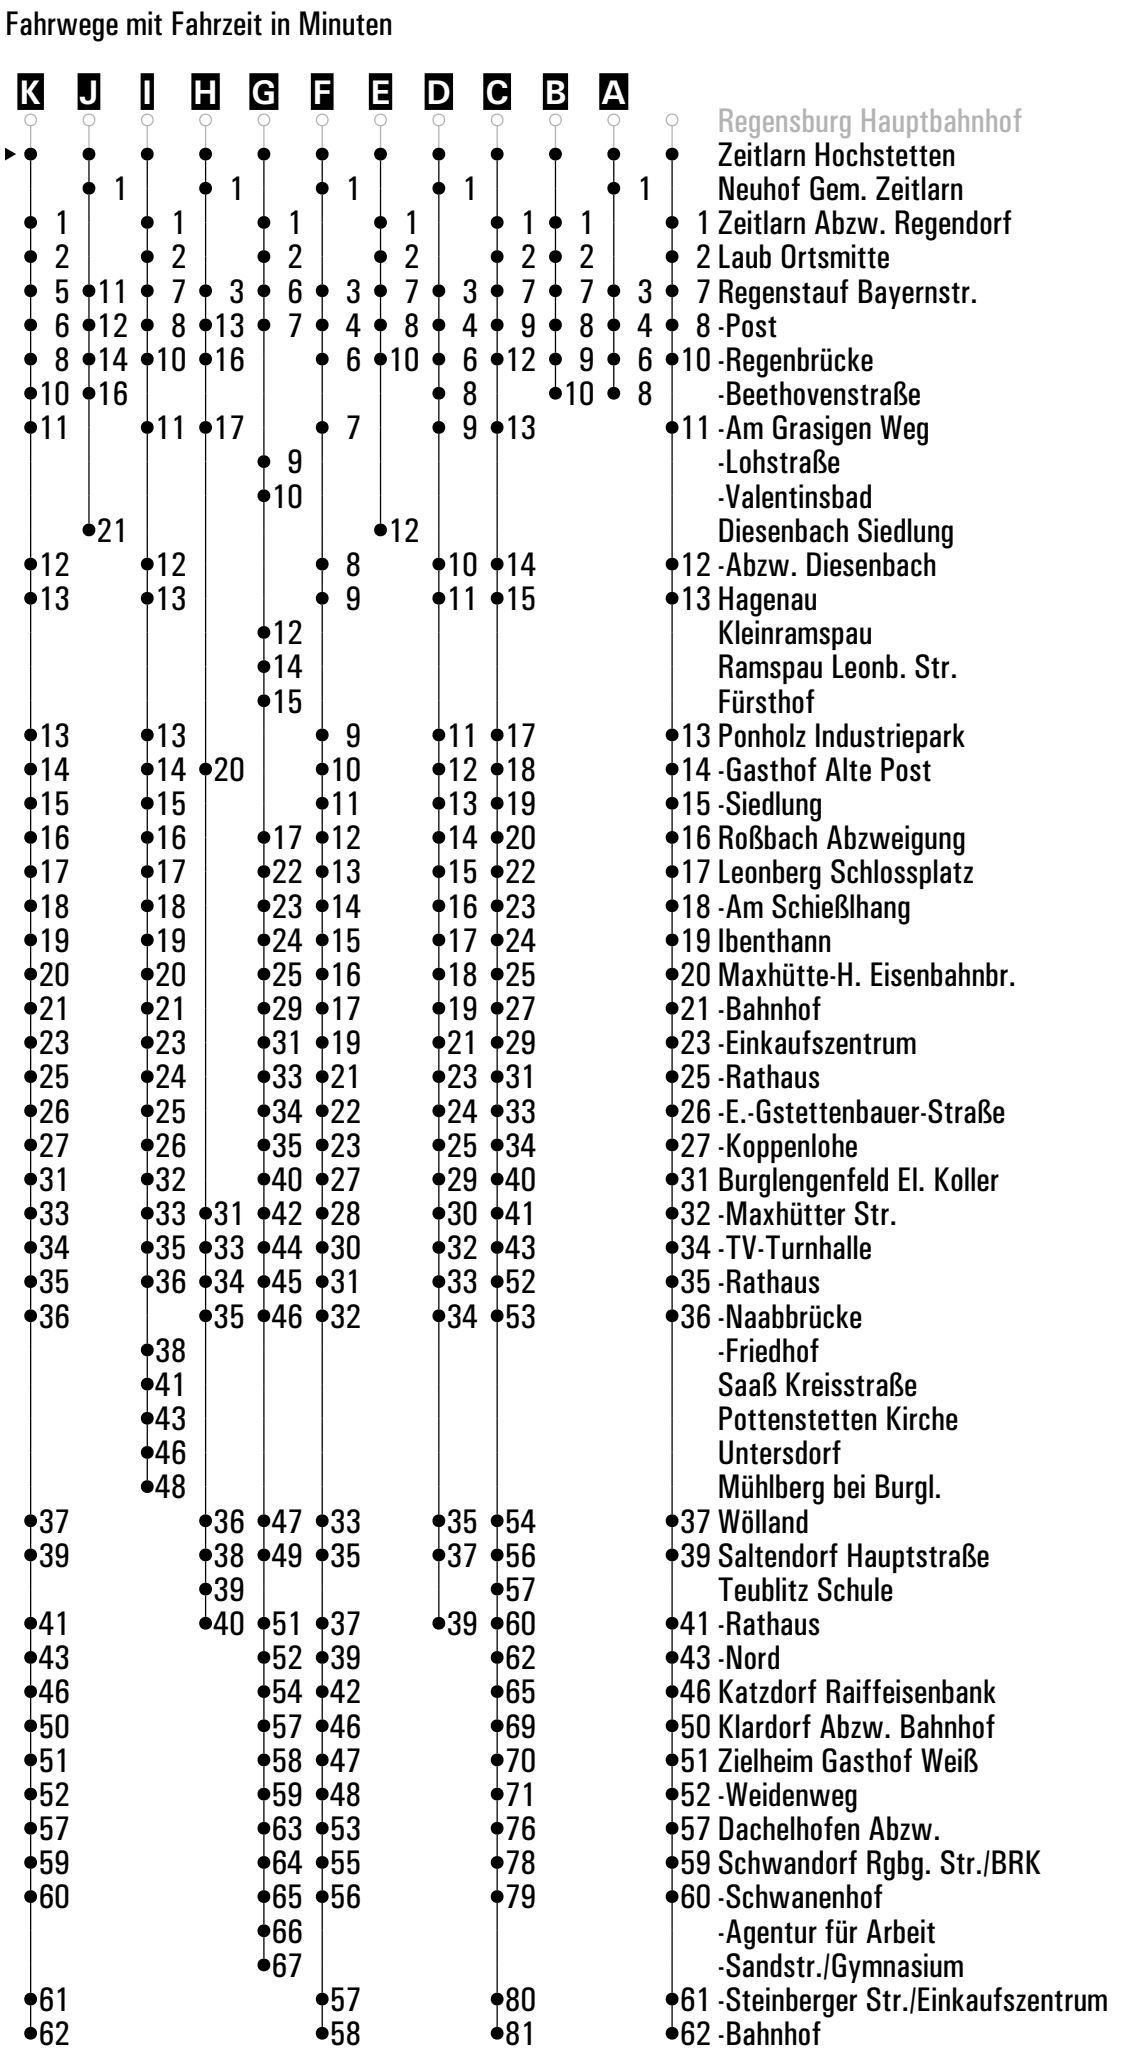 Fahrwege mit Fahrzeit in Minuten
K J I H G F E D C B A
Regensburg Hauptbahnhof
Zeitlarn Hochstetten
1 1 1 1 1 Neuhof Gem. Zeitlarn
1 1 1 1 1 1 1 Zeitlarn Abzw. Regendorf
2 2 2 2 2 2 2 Laub Ortsmitte
5 11 7 3 6 3 7 3 7 7 3 7 Regenstauf Bayernstr.
6 12 8 13 7 4 8 4 9 8 4 8 -Post
8 14 10 16 6 10 6 12 9 6 10 -Regenbrücke
10 16 8 10 8 -Beethovenstraße
11 11 17 7 9 13 11 -Am Grasigen Weg
9 -Lohstraße
10 -Valentinsbad
21 12 Diesenbach Siedlung
12 12 8 10 14 12 -Abzw. Diesenbach
13 13 9 11 15 13 Hagenau
12 Kleinramspau
14 Ramspau Leonb. Str.
15 Fürsthof
13 13 9 11 17 13 Ponholz Industriepark
14 14 20 10 12 18 14 -Gasthof Alte Post
15 15 11 13 19 15 -Siedlung
16 16 17 12 14 20 16 Roßbach Abzweigung
17 17 22 13 15 22 17 Leonberg Schlossplatz
18 18 23 14 16 23 18 -Am Schießlhang
19 19 24 15 17 24 19 Ibenthann
20 20 25 16 18 25 20 Maxhütte-H. Eisenbahnbr.
21 21 29 17 19 27 21 -Bahnhof
23 23 31 19 21 29 23 -Einkaufszentrum
25 24 33 21 23 31 25 -Rathaus
26 25 34 22 24 33 26 -E.-Gstettenbauer-Straße
27 26 35 23 25 34 27 -Koppenlohe
31 32 40 27 29 40 31 Burglengenfeld El. Koller
33 33 31 42 28 30 41 32 -Maxhütter Str.
34 35 33 44 30 32 43 34 -TV-Turnhalle
35 36 34 45 31 33 52 35 -Rathaus
36 35 46 32 34 53 36 -Naabbrücke
38 -Friedhof
41 Saaß Kreisstraße
43 Pottenstetten Kirche
46 Untersdorf
48 Mühlberg bei Burgl.
37 36 47 33 35 54 37 Wölland
39 38 49 35 37 56 39 Saltendorf Hauptstraße
39 57 Teublitz Schule
41 40 51 37 39 60 41 -Rathaus
43 52 39 62 43 -Nord
46 54 42 65 46 Katzdorf Raiffeisenbank
50 57 46 69 50 Klardorf Abzw. Bahnhof
51 58 47 70 51 Zielheim Gasthof Weiß
52 59 48 71 52 -Weidenweg
57 63 53 76 57 Dachelhofen Abzw.
59 64 55 78 59 Schwandorf Rgbg. Str./BRK
60 65 56 79 60 -Schwanenhof
66 -Agentur für Arbeit
67 -Sandstr./Gymnasium
61 57 80 61 -Steinberger Str./Einkaufszentrum
62 58 81 62 -Bahnhof